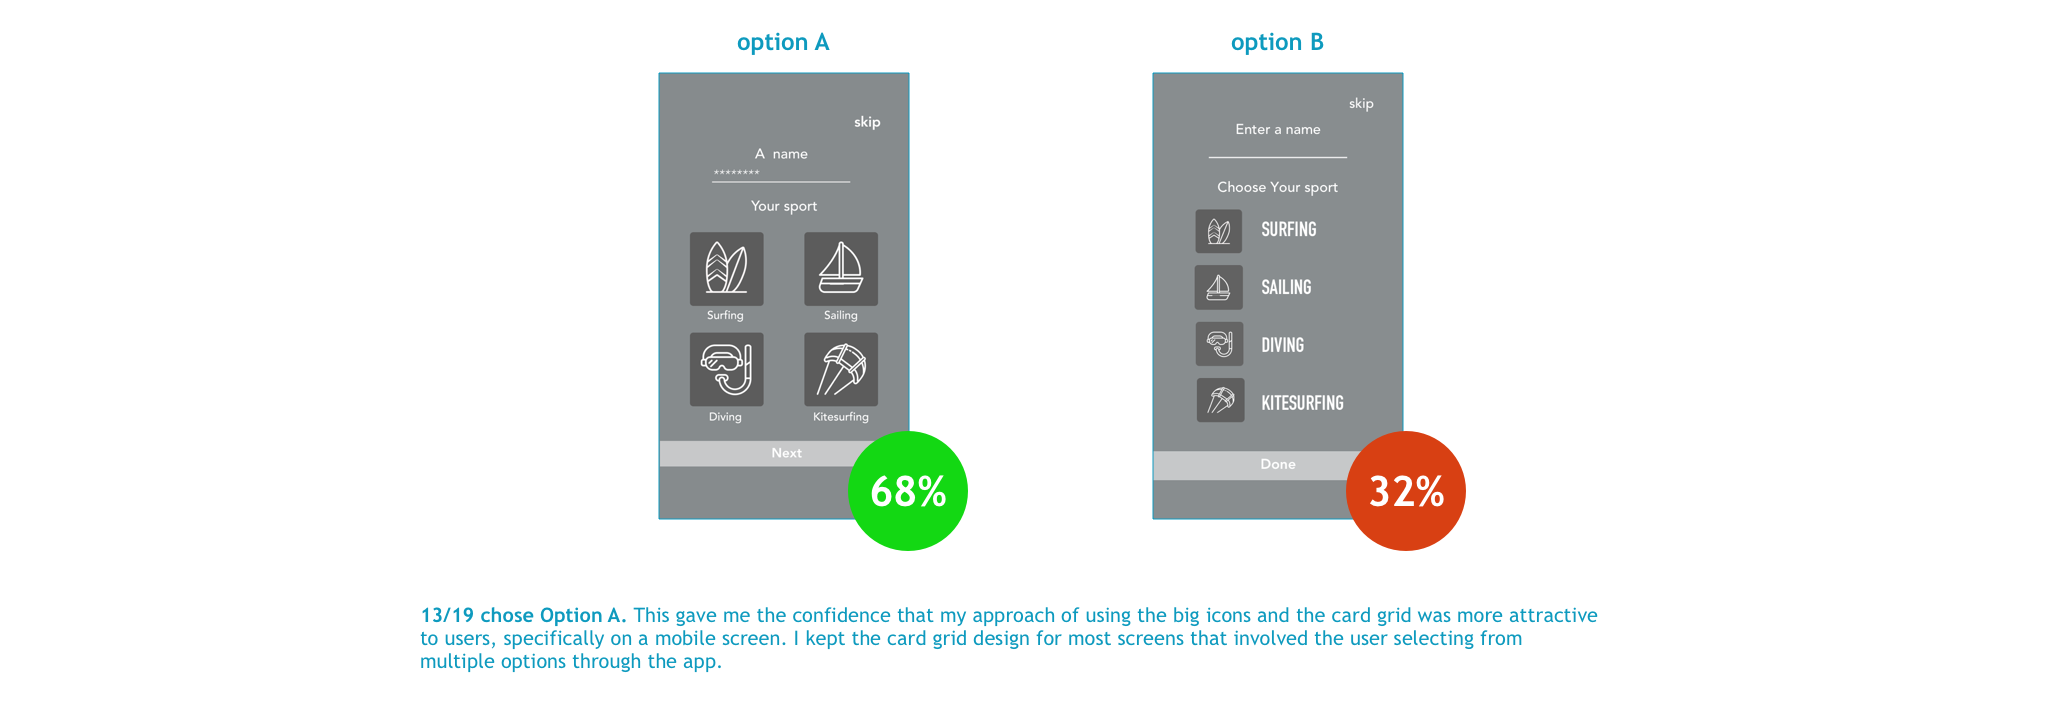 option A
skip
A name
********
Your sport
Surfing
Sailing
Diving
Kitesurfing
Next
68%
option B
skip
Enter a name
Choose Your sport
SURFING
SAILING
DIVING
KITESURFING
Done
32%
13/19 chose Option A. This gave me the confidence that my approach of using the big icons and the card grid was more attractive
to users, specifically on a mobile screen. I kept the card grid design for most screens that involved the user selecting from
multiple options through the app.